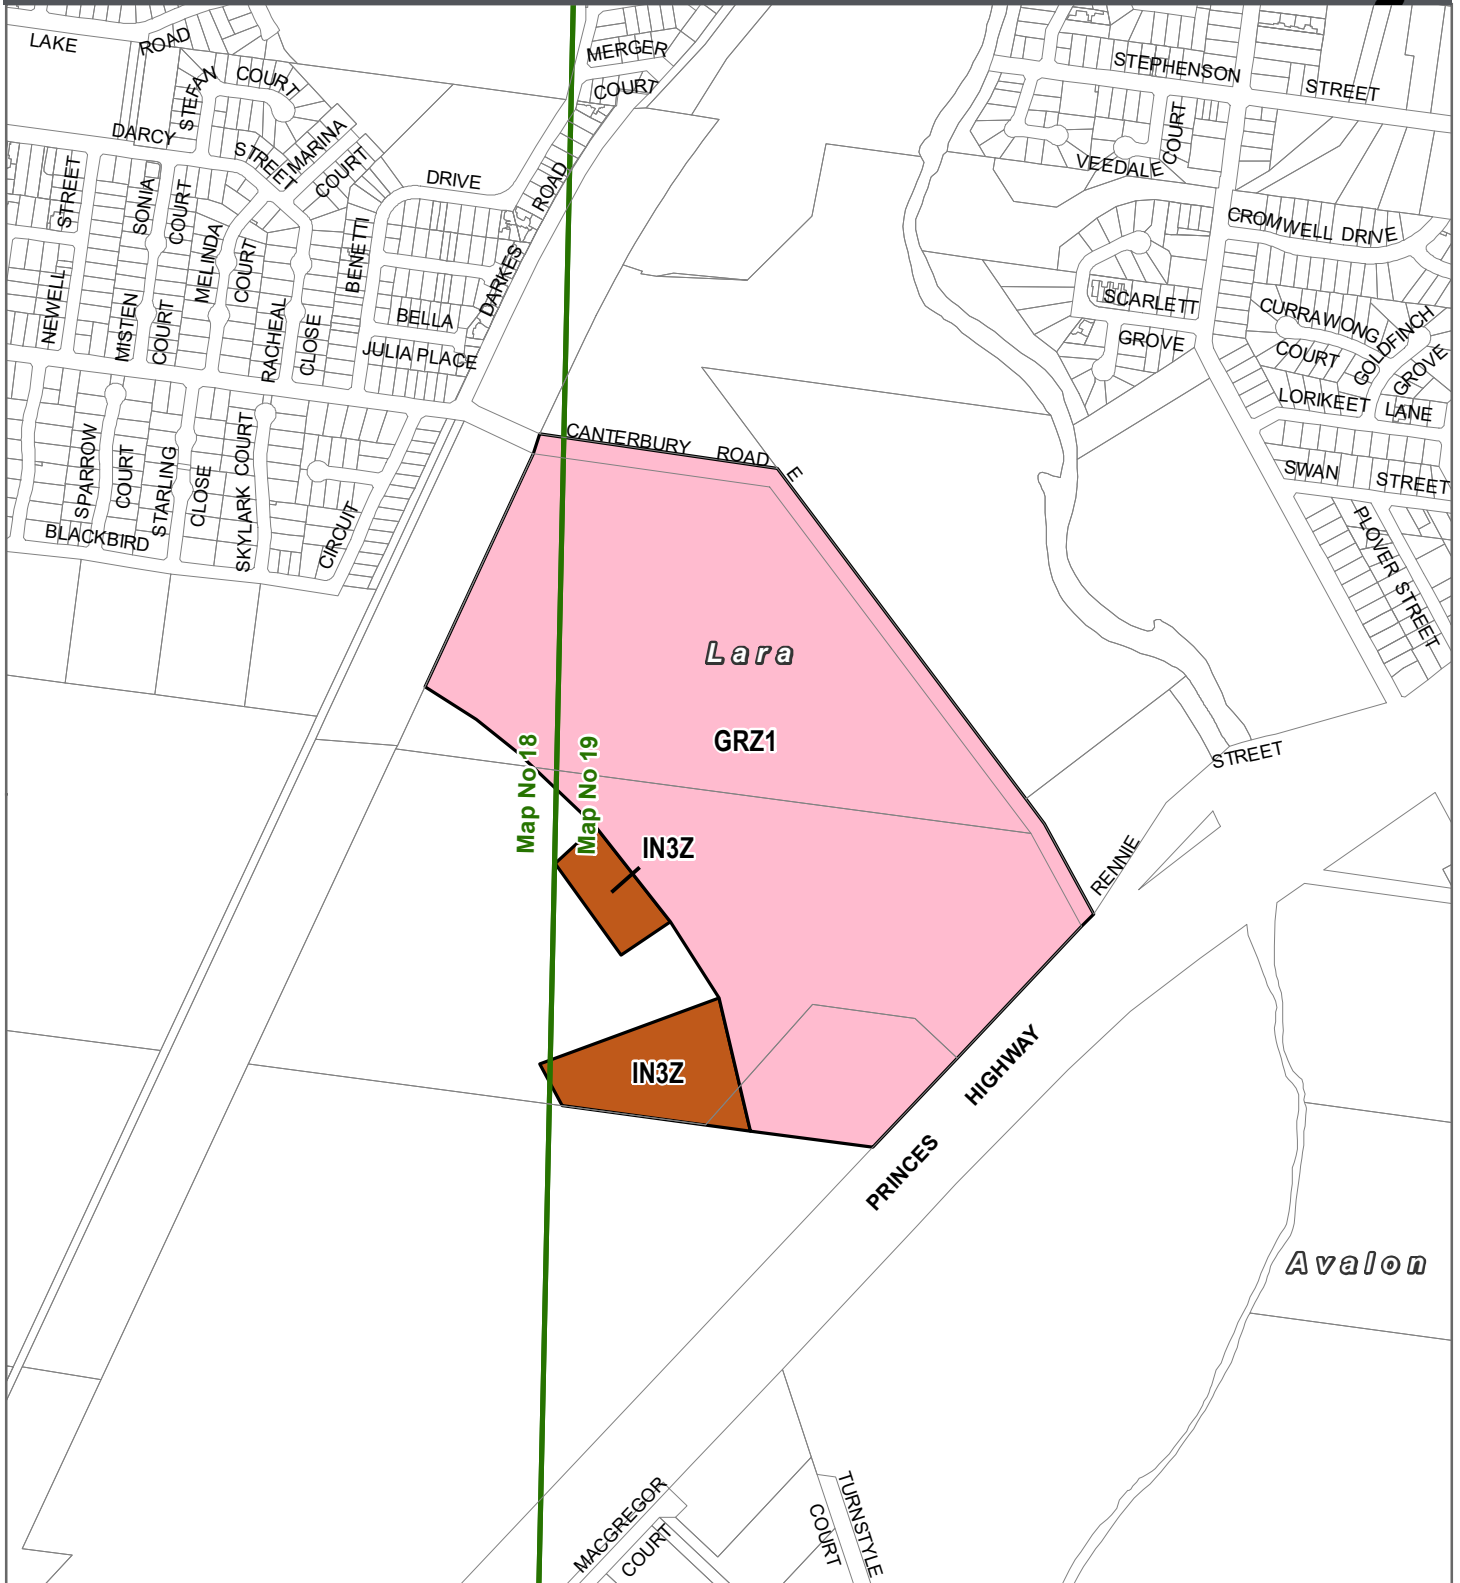 LAKE
ROAD
STEFAN
COURT
MERGER
COURT
STEPHENSON
STREET
DARCY
STREET
MARINA
COURT
COURT
VEEDALE
STREET
SONIA
COURT
DRIVE
ROAD
CROMWELL DRIVE
NEWELL
MISTEN
COURT
MELINDA
COURT
BENETTI
DARKES
SCARLETT
GROVE
CURRAWONG
COURT
GOLDFINCH
GROVE
RACHEAL
CLOSE
BELLA
JULIA PLACE
LORIKEET
LANE
SPARROW
COURT
STARLING
CLOSE
SKYLARK COURT
CIRCUIT
BLACKBIRD
CANTERBURY
ROAD
E
SWAN
STREET
PLOVER STREET
Lara
GRZ1
Map No 18
Map No 19
IN3Z
STREET
RENNIE
IN3Z
PRINCES
HIGHWAY
Avalon
MACGREGOR
COURT
TURNSTYLE
COURT